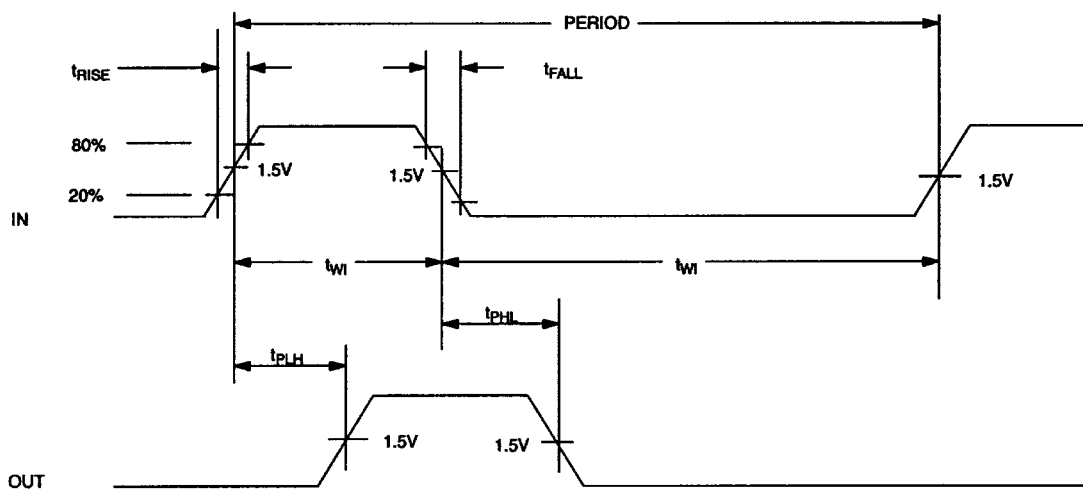 PERIOD
tRISE
tFALL
80%
1.5V
1.5V
20%
1.5V
IN
tWI
tWI
tPHL
tPLH
1.5V
1.5V
OUT